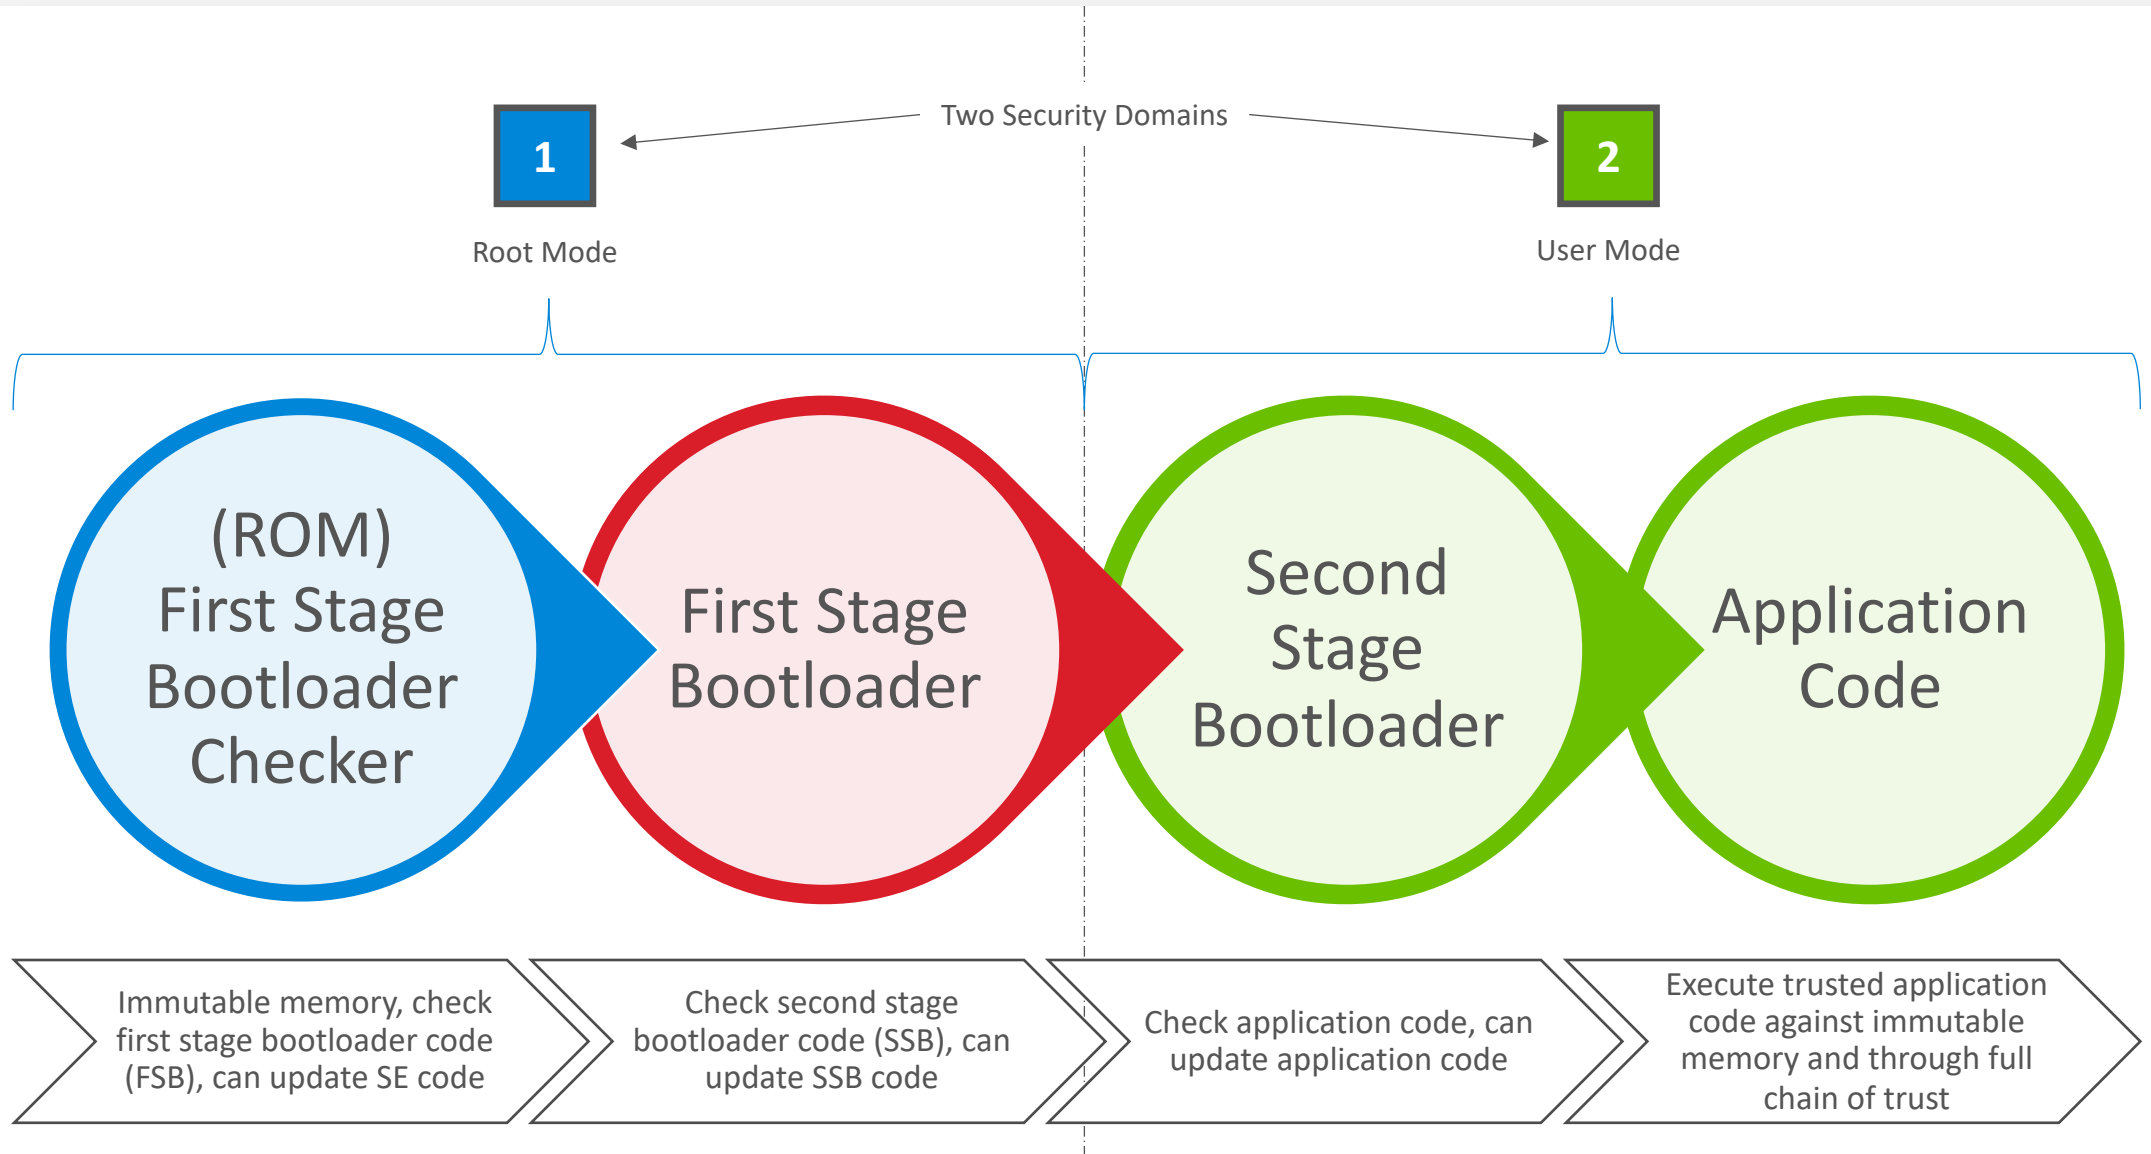 Two Security Domains
1
2
Root Mode
User Mode
(ROM)
First Stage
Bootloader
Checker
First Stage
Bootloader
Second
Stage
Bootloader
Application
Code
Immutable memory, check
first stage bootloader code
(FSB), can update SE code
Check second stage
bootloader code (SSB), can
update SSB code
Check application code, can
update application code
Execute trusted application
code against immutable
memory and through full
chain of trust